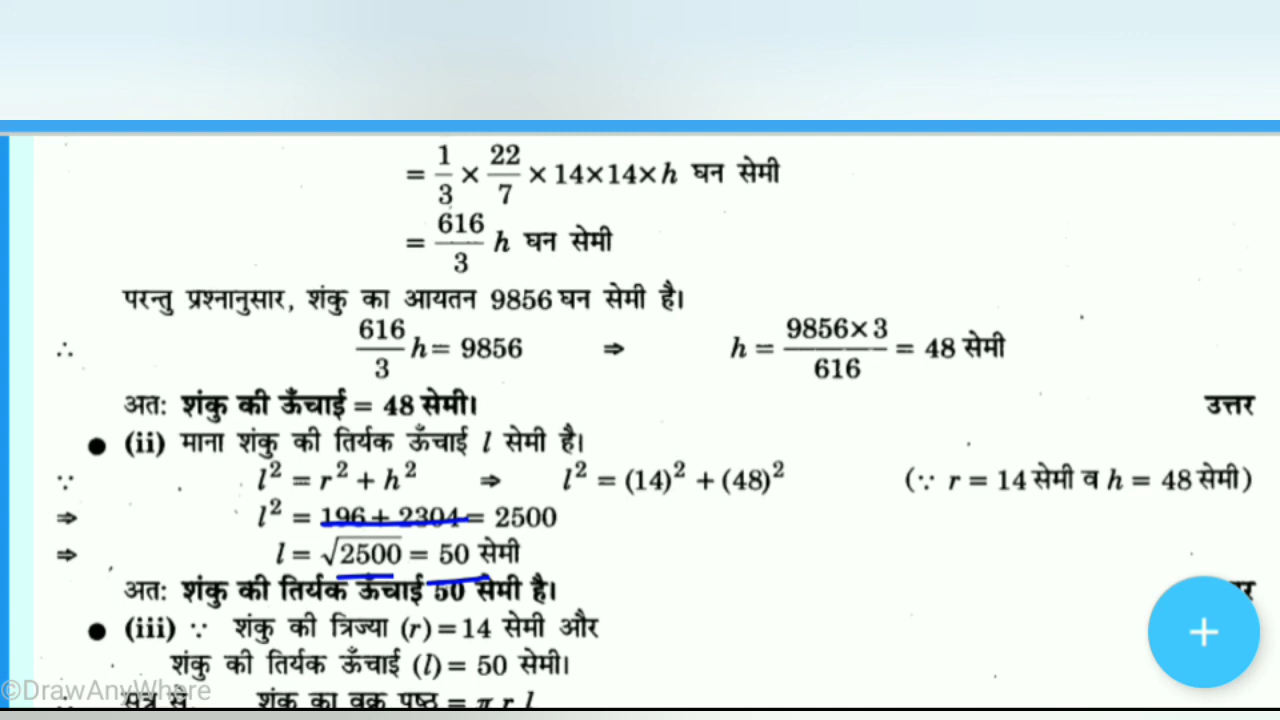 = 1/3 × 22/7 × 14×14×h घन सेमी
= 616/3 h घन सेमी
परन्तु प्रश्नानुसार, शंकु का आयतन 9856 घन सेमी है।
∴ 616/3 h = 9856 ⇒ h = 9856×3/616 = 48 सेमी
अतः शंकु की ऊँचाई = 48 सेमी। उत्तर
● (ii) माना शंकु की तिर्यक ऊँचाई l सेमी है।
∵ l² = r² + h² ⇒ l² = (14)² + (48)² (∵ r = 14 सेमी व h = 48 सेमी)
⇒ l² = 196 + 2304 = 2500
⇒ l = √2500 = 50 सेमी
अतः शंकु की तिर्यक ऊँचाई 50 सेमी है।
● (iii) ∵ शंकु की त्रिज्या (r) = 14 सेमी और
शंकु की तिर्यक ऊँचाई (l) = 50 सेमी।
©DrawAnyWhere
∴ सूत्र से, शंकु का वक्र पृष्ठ = π r l
+